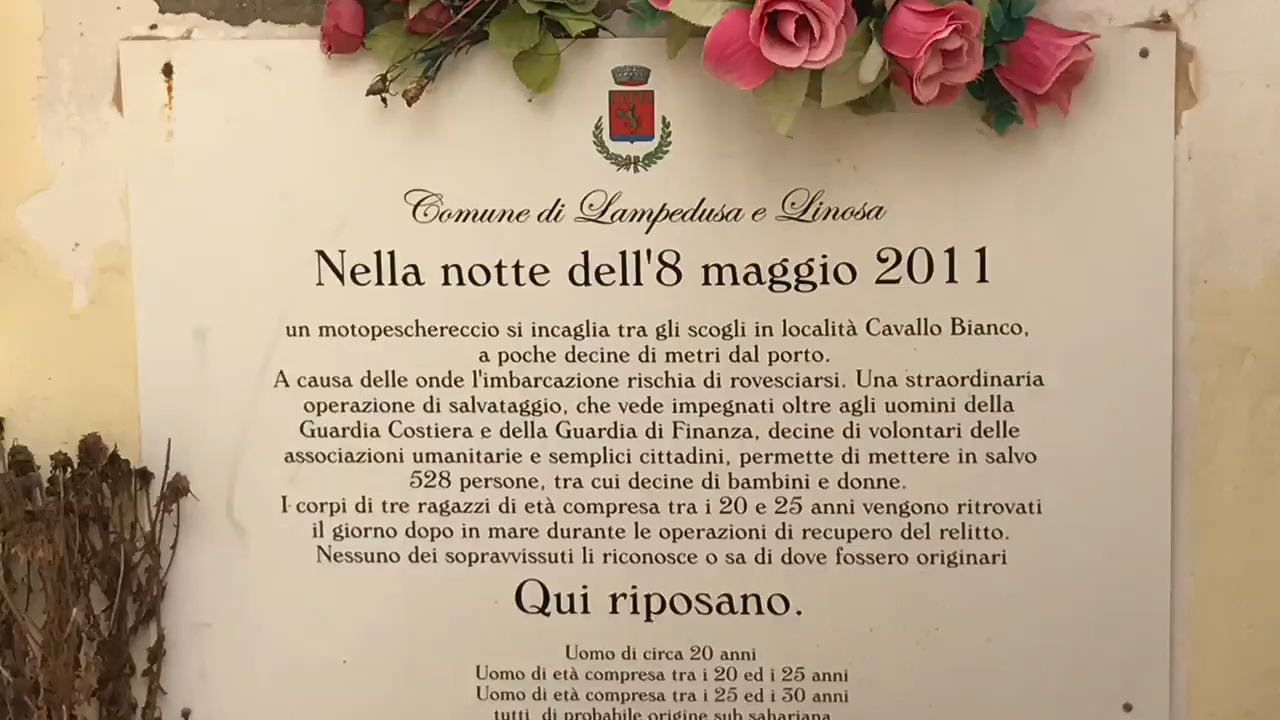 Comune di Lampedusa e Linosa
Nella notte dell'8 maggio 2011
un motopeschereccio si incaglia tra gli scogli in località Cavallo Bianco,
a poche decine di metri dal porto.
A causa delle onde l'imbarcazione rischia di rovesciarsi. Una straordinaria
operazione di salvataggio, che vede impegnati oltre agli uomini della
Guardia Costiera e della Guardia di Finanza, decine di volontari delle
associazioni umanitarie e semplici cittadini, permette di mettere in salvo
528 persone, tra cui decine di bambini e donne.
I corpi di tre ragazzi di età compresa tra i 20 e 25 anni vengono ritrovati
il giorno dopo in mare durante le operazioni di recupero del relitto.
Nessuno dei sopravvissuti li riconosce o sa di dove fossero originari
Qui riposano.
Uomo di circa 20 anni
Uomo di età compresa tra i 20 ed i 25 anni
Uomo di età compresa tra i 25 ed i 30 anni
tutti di probabile origine sub sahariana